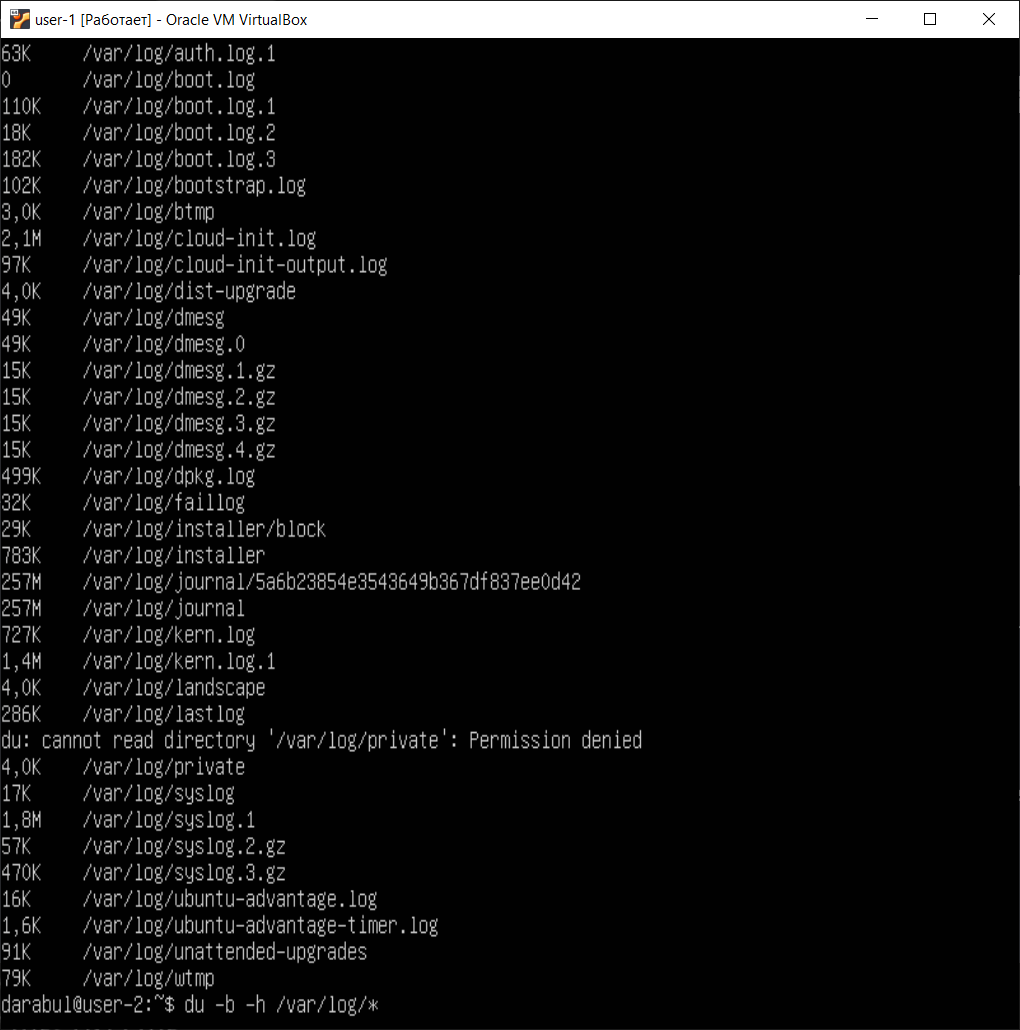 user-1 [Работает] - Oracle VM VirtualBox
63K /var/log/auth.log.1
0 /var/log/boot.log
110K /var/log/boot.log.1
18K /var/log/boot.log.2
182K /var/log/boot.log.3
102K /var/log/bootstrap.log
3,0K /var/log/btmp
2,1M /var/log/cloud-init.log
97K /var/log/cloud-init-output.log
4,0K /var/log/dist-upgrade
49K /var/log/dmesg
49K /var/log/dmesg.0
15K /var/log/dmesg.1.gz
15K /var/log/dmesg.2.gz
15K /var/log/dmesg.3.gz
15K /var/log/dmesg.4.gz
499K /var/log/dpkg.log
32K /var/log/faillog
29K /var/log/installer/block
783K /var/log/installer
257M /var/log/journal/5a6b23854e3543649b367df837ee0d42
257M /var/log/journal
727K /var/log/kern.log
1,4M /var/log/kern.log.1
4,0K /var/log/landscape
286K /var/log/lastlog
du: cannot read directory '/var/log/private': Permission denied
4,0K /var/log/private
17K /var/log/syslog
1,8M /var/log/syslog.1
57K /var/log/syslog.2.gz
470K /var/log/syslog.3.gz
16K /var/log/ubuntu-advantage.log
1,6K /var/log/ubuntu-advantage-timer.log
91K /var/log/unattended-upgrades
79K /var/log/wtmp
darabul@user-2:~$ du -b -h /var/log/*